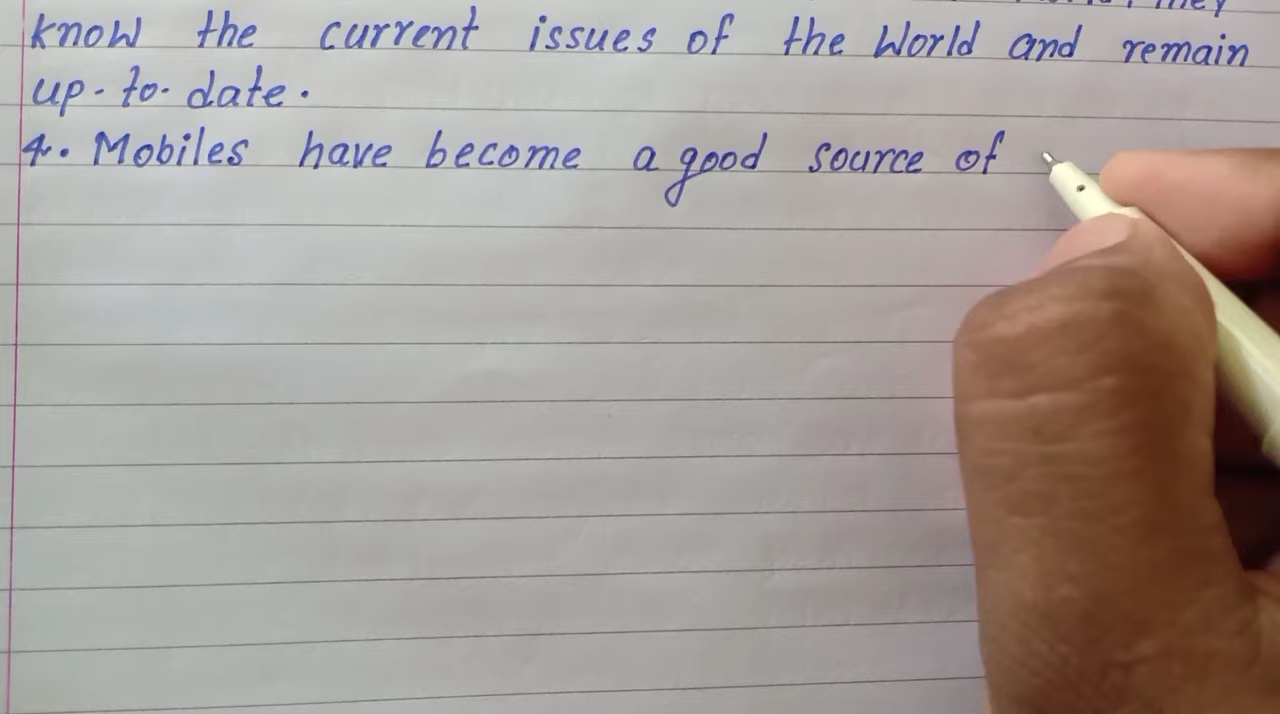 they
know the current issues of the world and remain
up-to-date.
4. Mobiles have become a good source of